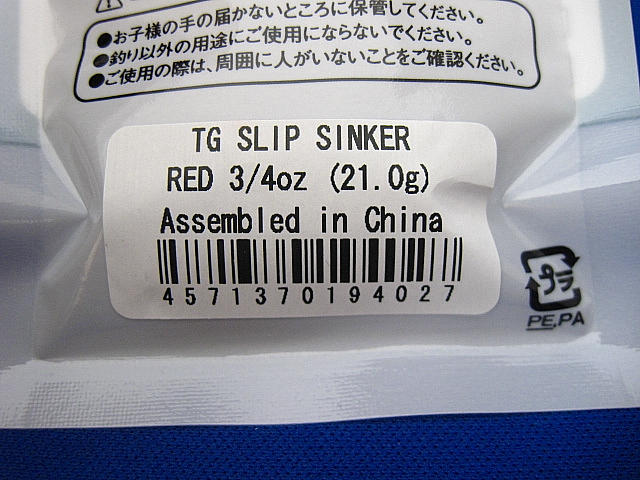 ●お子様の手の届かないところに保管してください。
●釣り以外の用途にご使用にならないでください。
●ご使用の際は、周囲に人がいないことをご確認ください。
TG SLIP SINKER
RED 3/4oz (21.0g)
Assembled in China
4571370194027
プラ
PE,PA